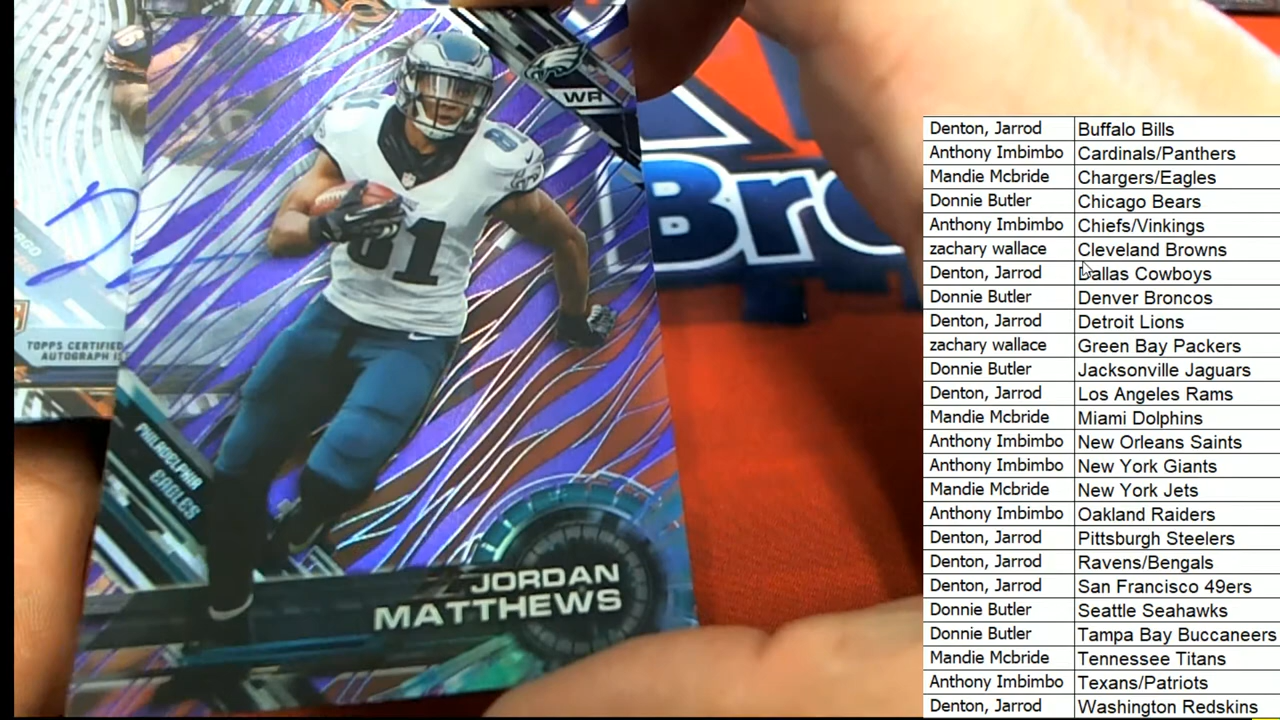 WR
81
81
PHILADELPHIA
EAGLES
JORDAN
MATTHEWS
TOPPS CERTIFIED
AUTOGRAPH IS
Bro
Denton, Jarrod Buffalo Bills
Anthony Imbimbo Cardinals/Panthers
Mandie Mcbride Chargers/Eagles
Donnie Butler Chicago Bears
Anthony Imbimbo Chiefs/Vinkings
zachary wallace Cleveland Browns
Denton, Jarrod Dallas Cowboys
Donnie Butler Denver Broncos
Denton, Jarrod Detroit Lions
zachary wallace Green Bay Packers
Donnie Butler Jacksonville Jaguars
Denton, Jarrod Los Angeles Rams
Mandie Mcbride Miami Dolphins
Anthony Imbimbo New Orleans Saints
Anthony Imbimbo New York Giants
Mandie Mcbride New York Jets
Anthony Imbimbo Oakland Raiders
Denton, Jarrod Pittsburgh Steelers
Denton, Jarrod Ravens/Bengals
Denton, Jarrod San Francisco 49ers
Donnie Butler Seattle Seahawks
Donnie Butler Tampa Bay Buccaneers
Mandie Mcbride Tennessee Titans
Anthony Imbimbo Texans/Patriots
Denton, Jarrod Washington Redskins